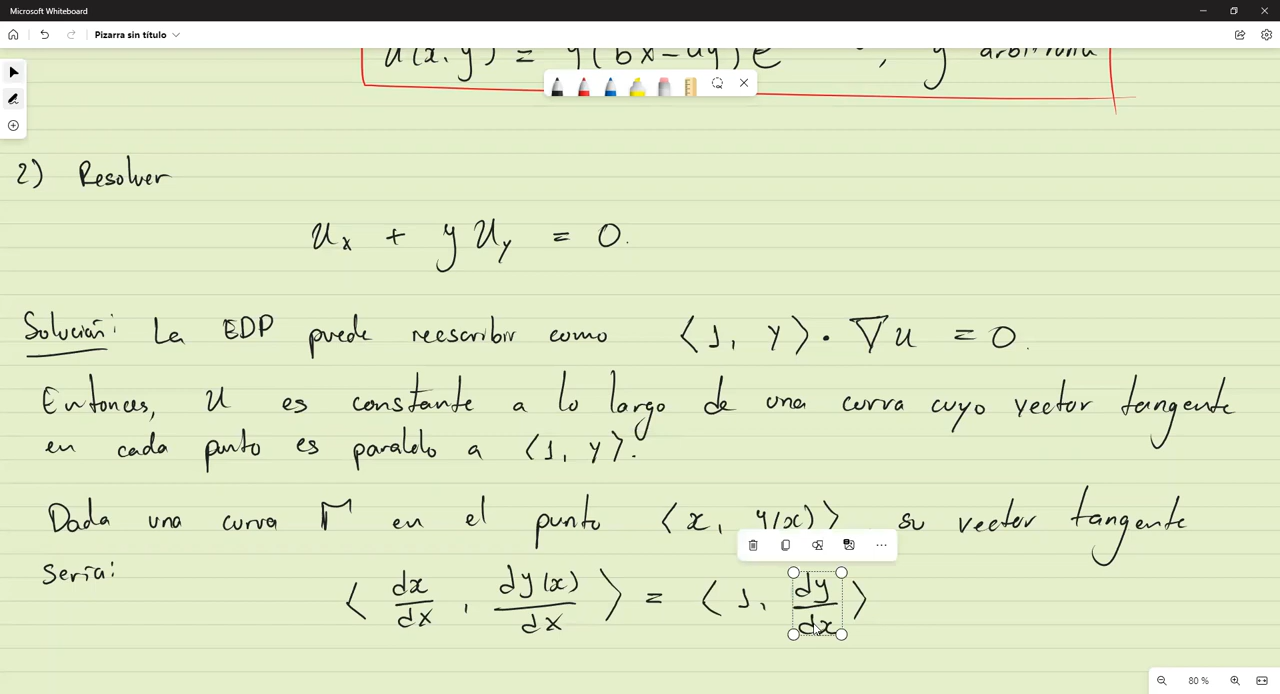 Microsoft Whiteboard
Pizarra sin título
u(x,y) = φ(bx-ay)e , φ
2) Resolver
u_x + y u_y = 0.
Solución: La EDP puede reescribir como ⟨1, y⟩ · ∇u = 0.
Entonces, u es constante a lo largo de una curva cuyo vector tangente
en cada punto es paralelo a ⟨1, y⟩.
Dada una curva Γ en el punto ⟨x, y(x)⟩, su vector tangente
sería:
⟨dx/dx, dy(x)/dx⟩ = ⟨1, dy/dx⟩
80 %